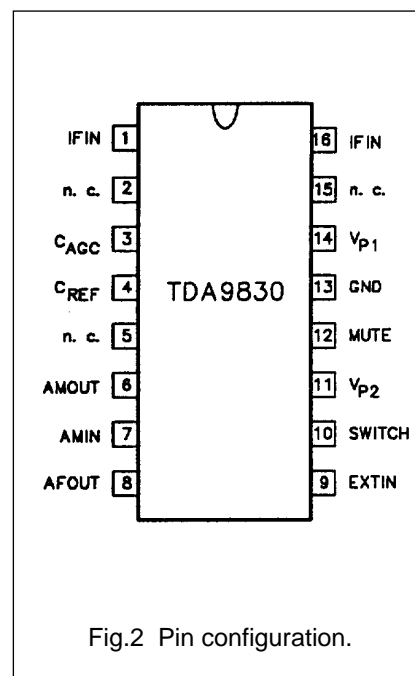 IFIN 1 16 IFIN
n. c. 2 15 n. c.
CAGC 3 14 VP1
CREF 4 TDA9830 13 GND
n. c. 5 12 MUTE
AMOUT 6 11 VP2
AMIN 7 10 SWITCH
AFOUT 8 9 EXTIN
Fig.2 Pin configuration.